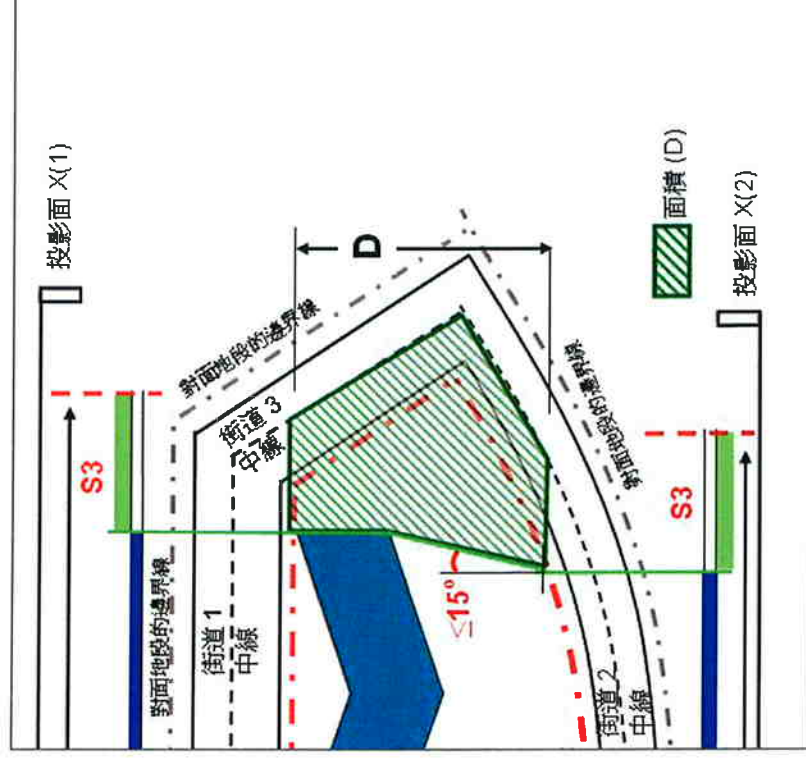 投影面 X(1)
S3
對面地段的邊界線
對面地段的邊界線
街道 3
中線
街道 1
中線
D
≤15°
對面地段的邊界線
面積 (D)
街道 2
中線
S3
投影面 X(2)